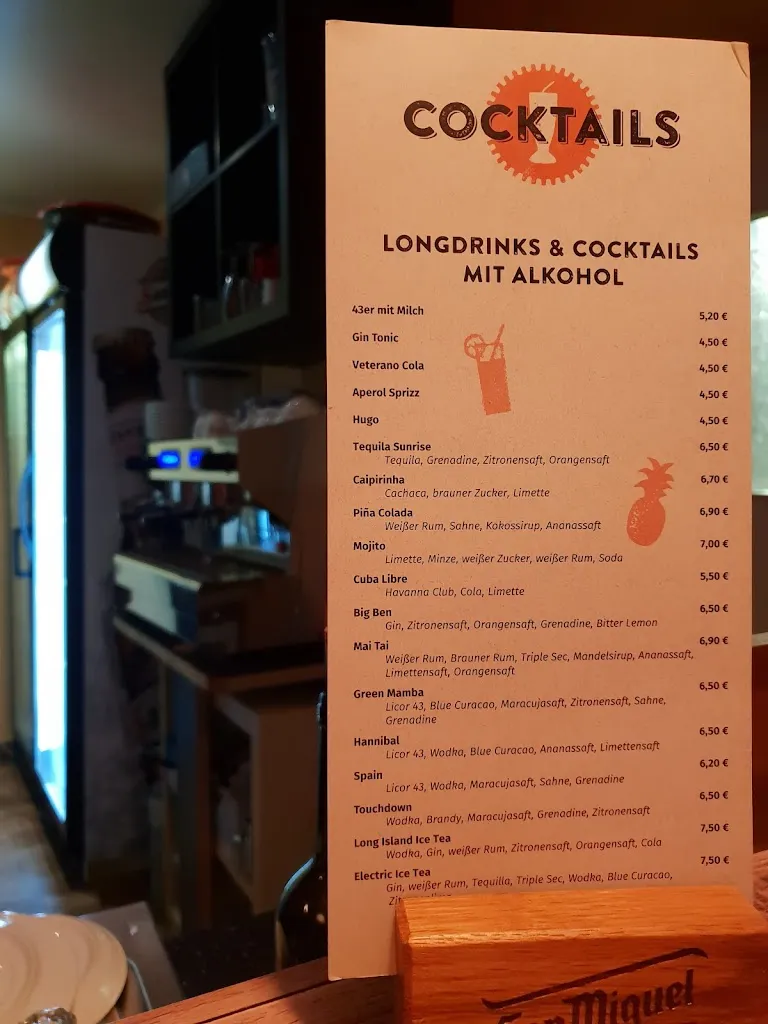 COCKTAILS
LONGDRINKS & COCKTAILS
MIT ALKOHOL
43er mit Milch 5,20 €
Gin Tonic 4,50 €
Veterano Cola 4,50 €
Aperol Sprizz 4,50 €
Hugo 4,50 €
Tequila Sunrise 6,50 €
Tequila, Grenadine, Zitronensaft, Orangensaft
Caipirinha 6,70 €
Cachaca, brauner Zucker, Limette
Piña Colada 6,90 €
Weißer Rum, Sahne, Kokossirup, Ananassaft
Mojito 7,00 €
Limette, Minze, weißer Zucker, weißer Rum, Soda
Cuba Libre 5,50 €
Havanna Club, Cola, Limette
Big Ben 6,50 €
Gin, Zitronensaft, Orangensaft, Grenadine, Bitter Lemon
Mai Tai 6,90 €
Weißer Rum, Brauner Rum, Triple Sec, Mandelsirup, Ananassaft,
Limettensaft, Orangensaft
Green Mamba 6,50 €
Licor 43, Blue Curacao, Maracujasaft, Zitronensaft, Sahne,
Grenadine
Hannibal 6,50 €
Licor 43, Wodka, Blue Curacao, Ananassaft, Limettensaft
Spain 6,20 €
Licor 43, Wodka, Maracujasaft, Sahne, Grenadine
Touchdown 6,50 €
Wodka, Brandy, Maracujasaft, Grenadine, Zitronensaft
Long Island Ice Tea 7,50 €
Wodka, Gin, weißer Rum, Zitronensaft, Orangensaft, Cola
Electric Ice Tea 7,50 €
Gin, weißer Rum, Tequilla, Triple Sec, Wodka, Blue Curacao,
San Miguel